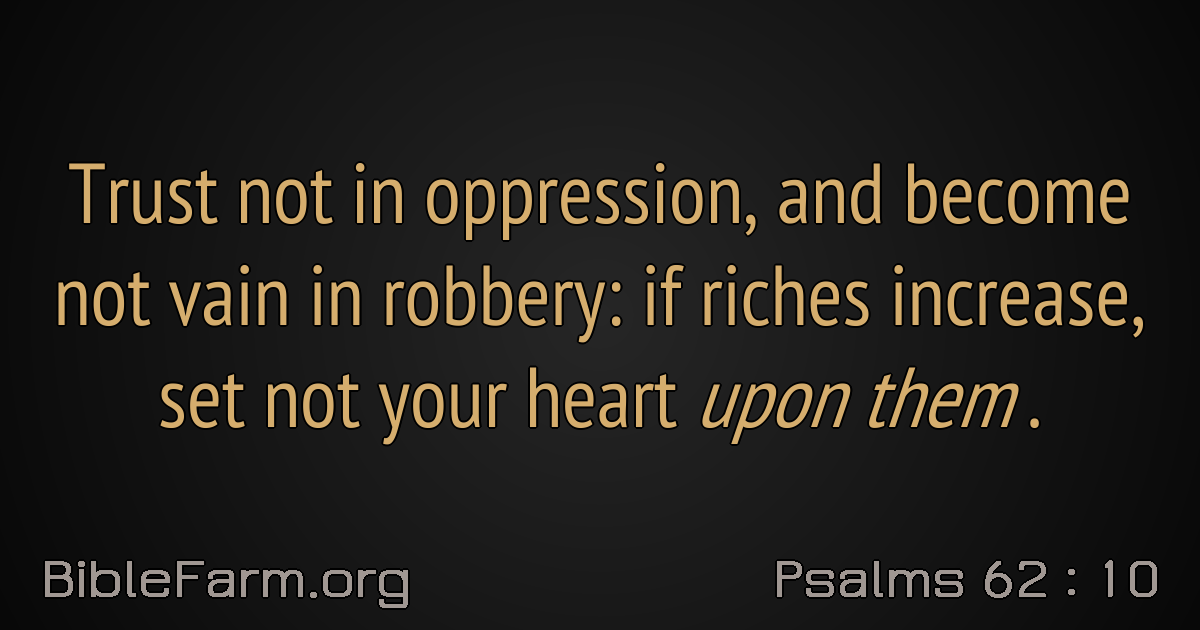 Trust not in oppression, and become
not vain in robbery: if riches increase,
set not your heart upon them .
BibleFarm.org
Psalms 62 : 10